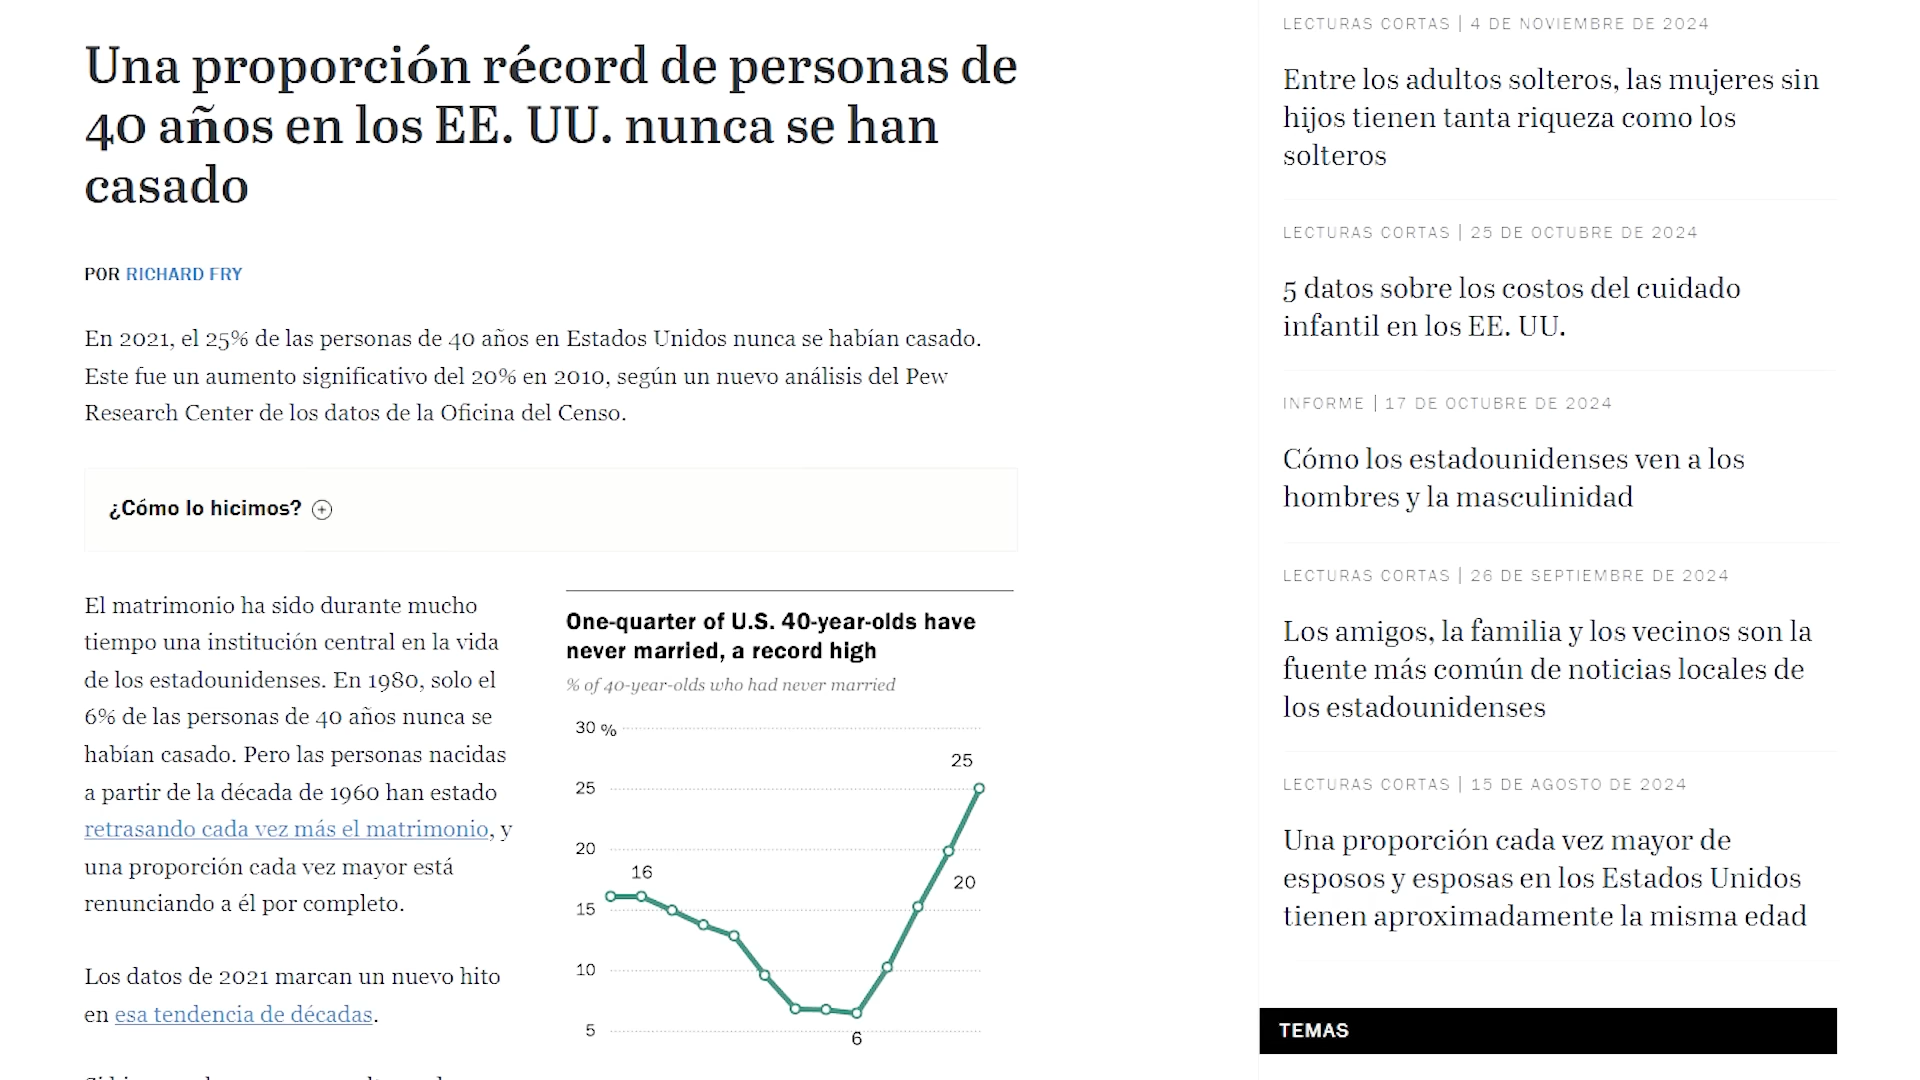 Una proporción récord de personas de
40 años en los EE. UU. nunca se han
casado
POR RICHARD FRY
En 2021, el 25% de las personas de 40 años en Estados Unidos nunca se habían casado.
Este fue un aumento significativo del 20% en 2010, según un nuevo análisis del Pew
Research Center de los datos de la Oficina del Censo.
¿Cómo lo hicimos?
El matrimonio ha sido durante mucho
tiempo una institución central en la vida
de los estadounidenses. En 1980, solo el
6% de las personas de 40 años nunca se
habían casado. Pero las personas nacidas
a partir de la década de 1960 han estado
retrasando cada vez más el matrimonio, y
una proporción cada vez mayor está
renunciando a él por completo.
Los datos de 2021 marcan un nuevo hito
en esa tendencia de décadas.
One-quarter of U.S. 40-year-olds have
never married, a record high
% of 40-year-olds who had never married
30 %
25
25
20
16
20
15
10
5
6
LECTURAS CORTAS | 4 DE NOVIEMBRE DE 2024
Entre los adultos solteros, las mujeres sin
hijos tienen tanta riqueza como los
solteros
LECTURAS CORTAS | 25 DE OCTUBRE DE 2024
5 datos sobre los costos del cuidado
infantil en los EE. UU.
INFORME | 17 DE OCTUBRE DE 2024
Cómo los estadounidenses ven a los
hombres y la masculinidad
LECTURAS CORTAS | 26 DE SEPTIEMBRE DE 2024
Los amigos, la familia y los vecinos son la
fuente más común de noticias locales de
los estadounidenses
LECTURAS CORTAS | 15 DE AGOSTO DE 2024
Una proporción cada vez mayor de
esposos y esposas en los Estados Unidos
tienen aproximadamente la misma edad
TEMAS